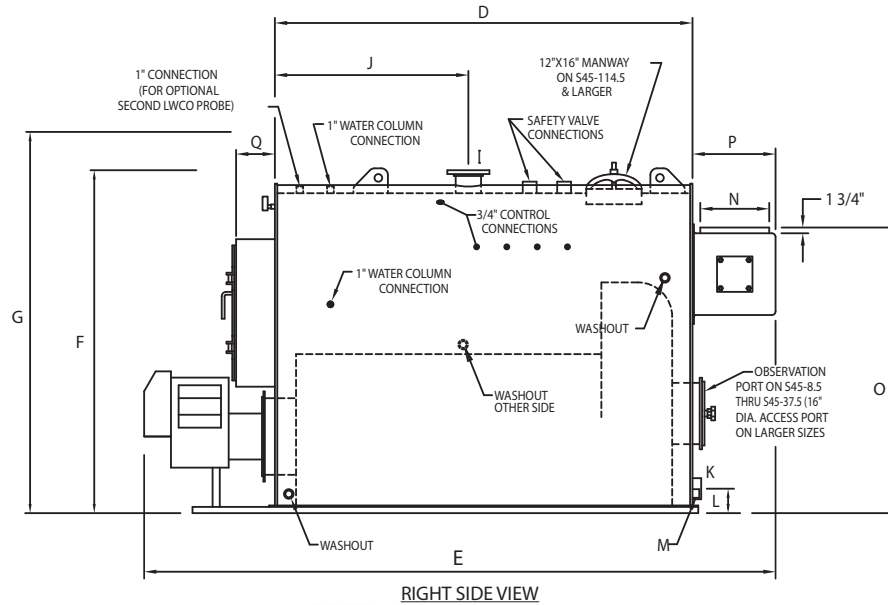 D
J
1" CONNECTION
(FOR OPTIONAL
SECOND LWCO PROBE)
12"X16" MANWAY
ON S45-114.5
& LARGER
1" WATER COLUMN
CONNECTION
SAFETY VALVE
CONNECTIONS
Q
I
P
N
1 3/4"
3/4" CONTROL
CONNECTIONS
1" WATER COLUMN
CONNECTION
G
F
WASHOUT
WASHOUT
OTHER SIDE
OBSERVATION
PORT ON S45-8.5
THRU S45-37.5 (16"
DIA. ACCESS PORT
ON LARGER SIZES
O
K
L
WASHOUT
M
E
RIGHT SIDE VIEW